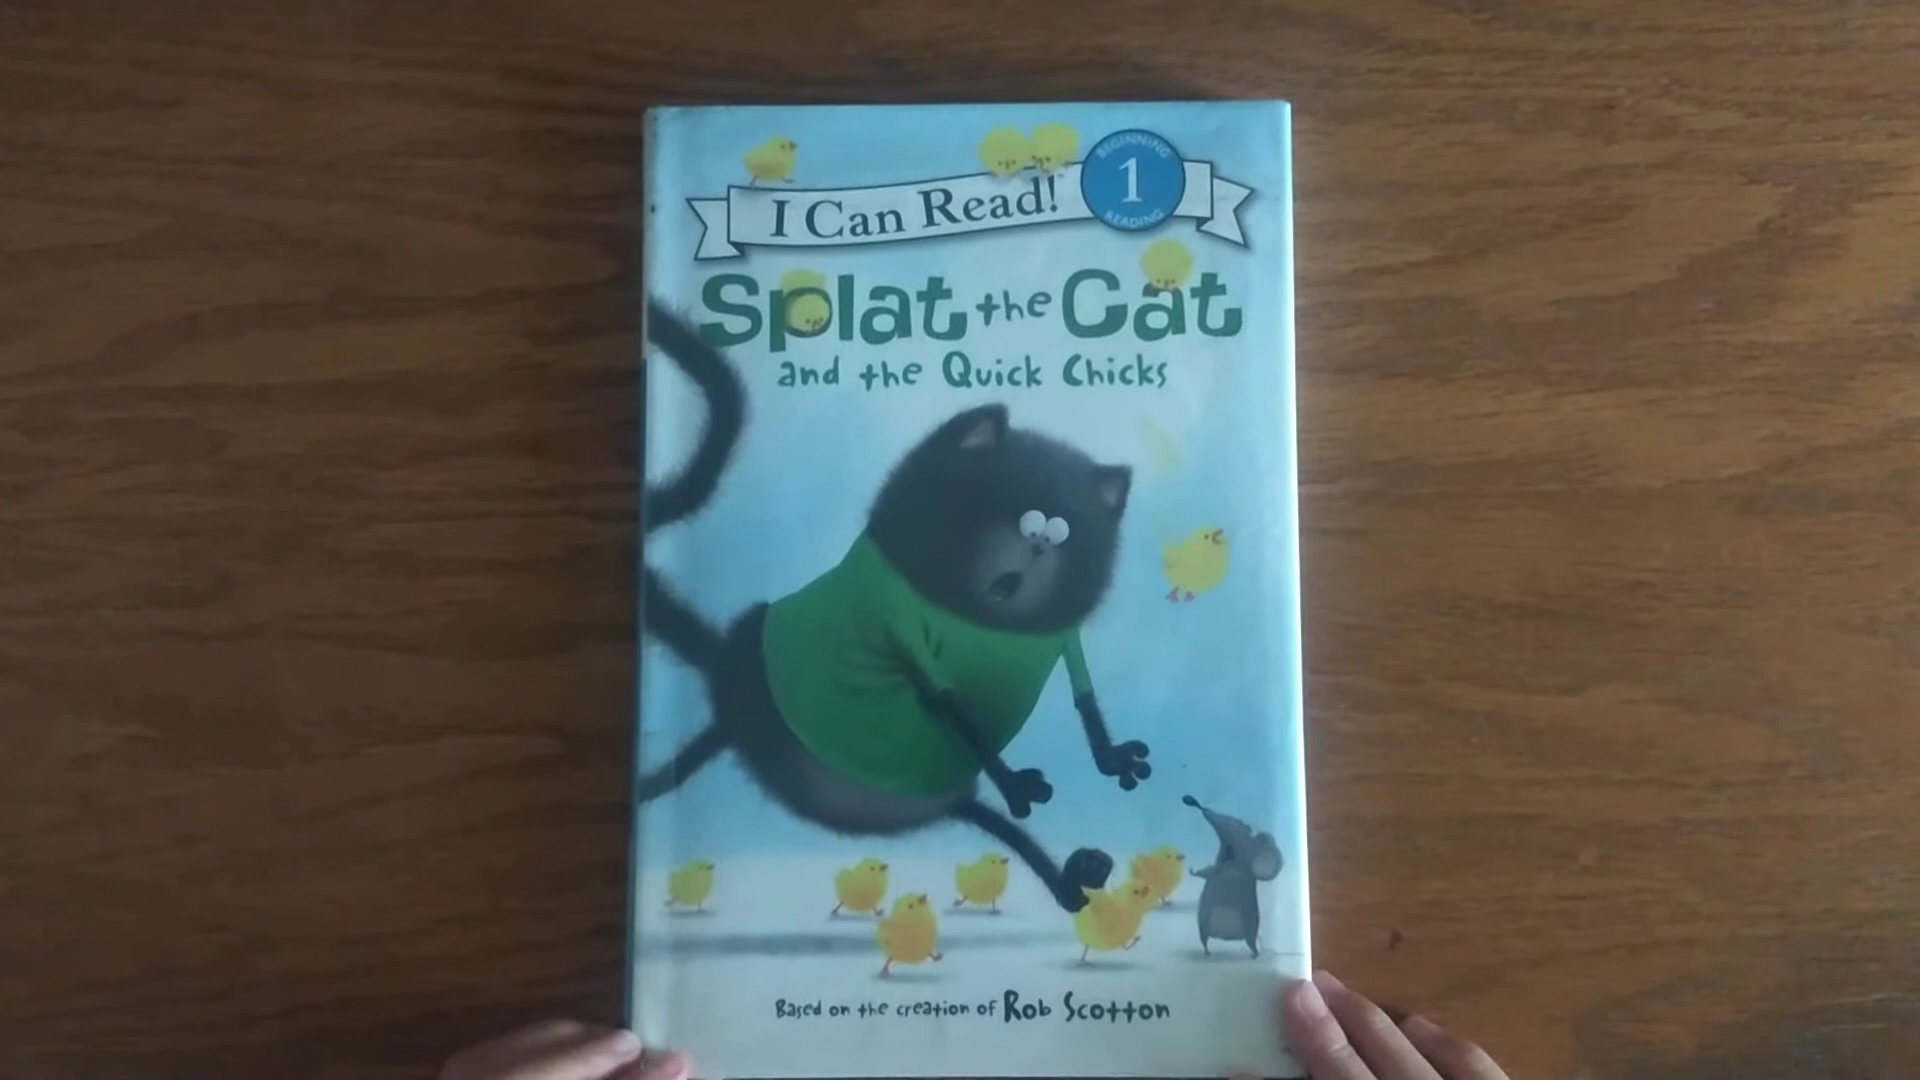 BEGINNING
1
READING
I Can Read!
Splat the Cat
and the Quick Chicks
Based on the creation of Rob Scotton